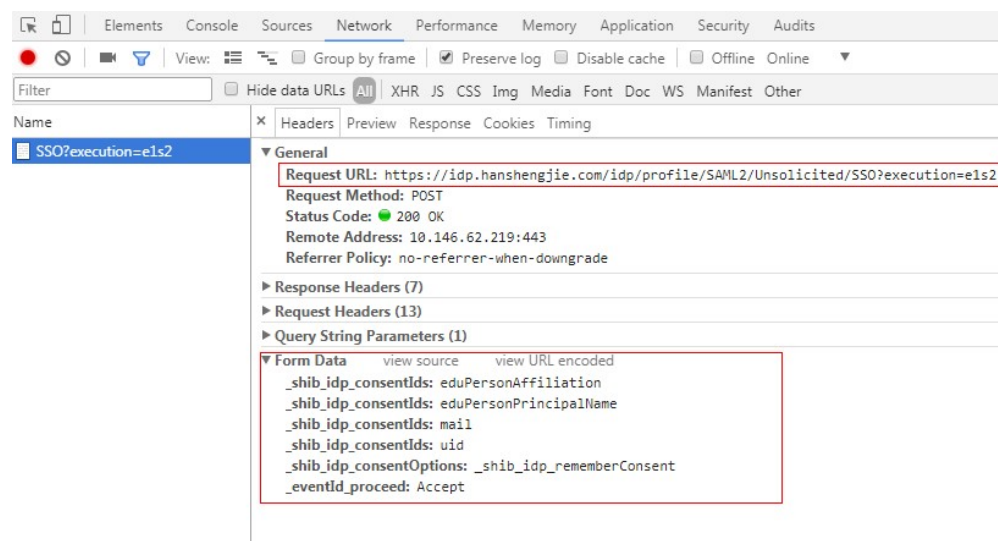 Elements Console Sources Network Performance Memory Application Security Audits
View: Group by frame Preserve log Disable cache Offline Online ▼
Filter Hide data URLs All XHR JS CSS Img Media Font Doc WS Manifest Other
Name × Headers Preview Response Cookies Timing
SSO?execution=e1s2
▼ General
Request URL: https://idp.hanshengjie.com/idp/profile/SAML2/Unsolicited/SSO?execution=e1s2
Request Method: POST
Status Code: 200 OK
Remote Address: 10.146.62.219:443
Referrer Policy: no-referrer-when-downgrade
▶ Response Headers (7)
▶ Request Headers (13)
▶ Query String Parameters (1)
▼ Form Data view source view URL encoded
_shib_idp_consentIds: eduPersonAffiliation
_shib_idp_consentIds: eduPersonPrincipalName
_shib_idp_consentIds: mail
_shib_idp_consentIds: uid
_shib_idp_consentOptions: _shib_idp_rememberConsent
_eventId_proceed: Accept